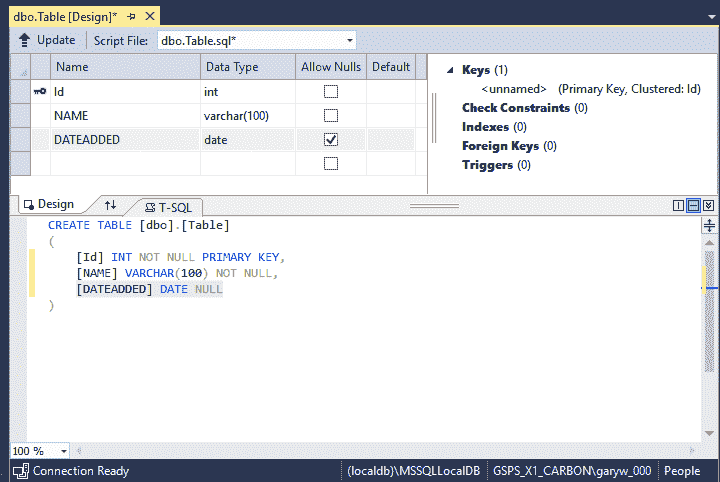 dbo.Table [Design]*
Update Script File: dbo.Table.sql*
Name Data Type Allow Nulls Default
Id int
NAME varchar(100)
DATEADDED date
Keys (1)
<unnamed> (Primary Key, Clustered: Id)
Check Constraints (0)
Indexes (0)
Foreign Keys (0)
Triggers (0)
Design T-SQL
CREATE TABLE [dbo].[Table]
(
[Id] INT NOT NULL PRIMARY KEY,
[NAME] VARCHAR(100) NOT NULL,
[DATEADDED] DATE NULL
)
100 %
Connection Ready (localdb)\MSSQLLocalDB GSPS_X1_CARBON\garyw_000 People